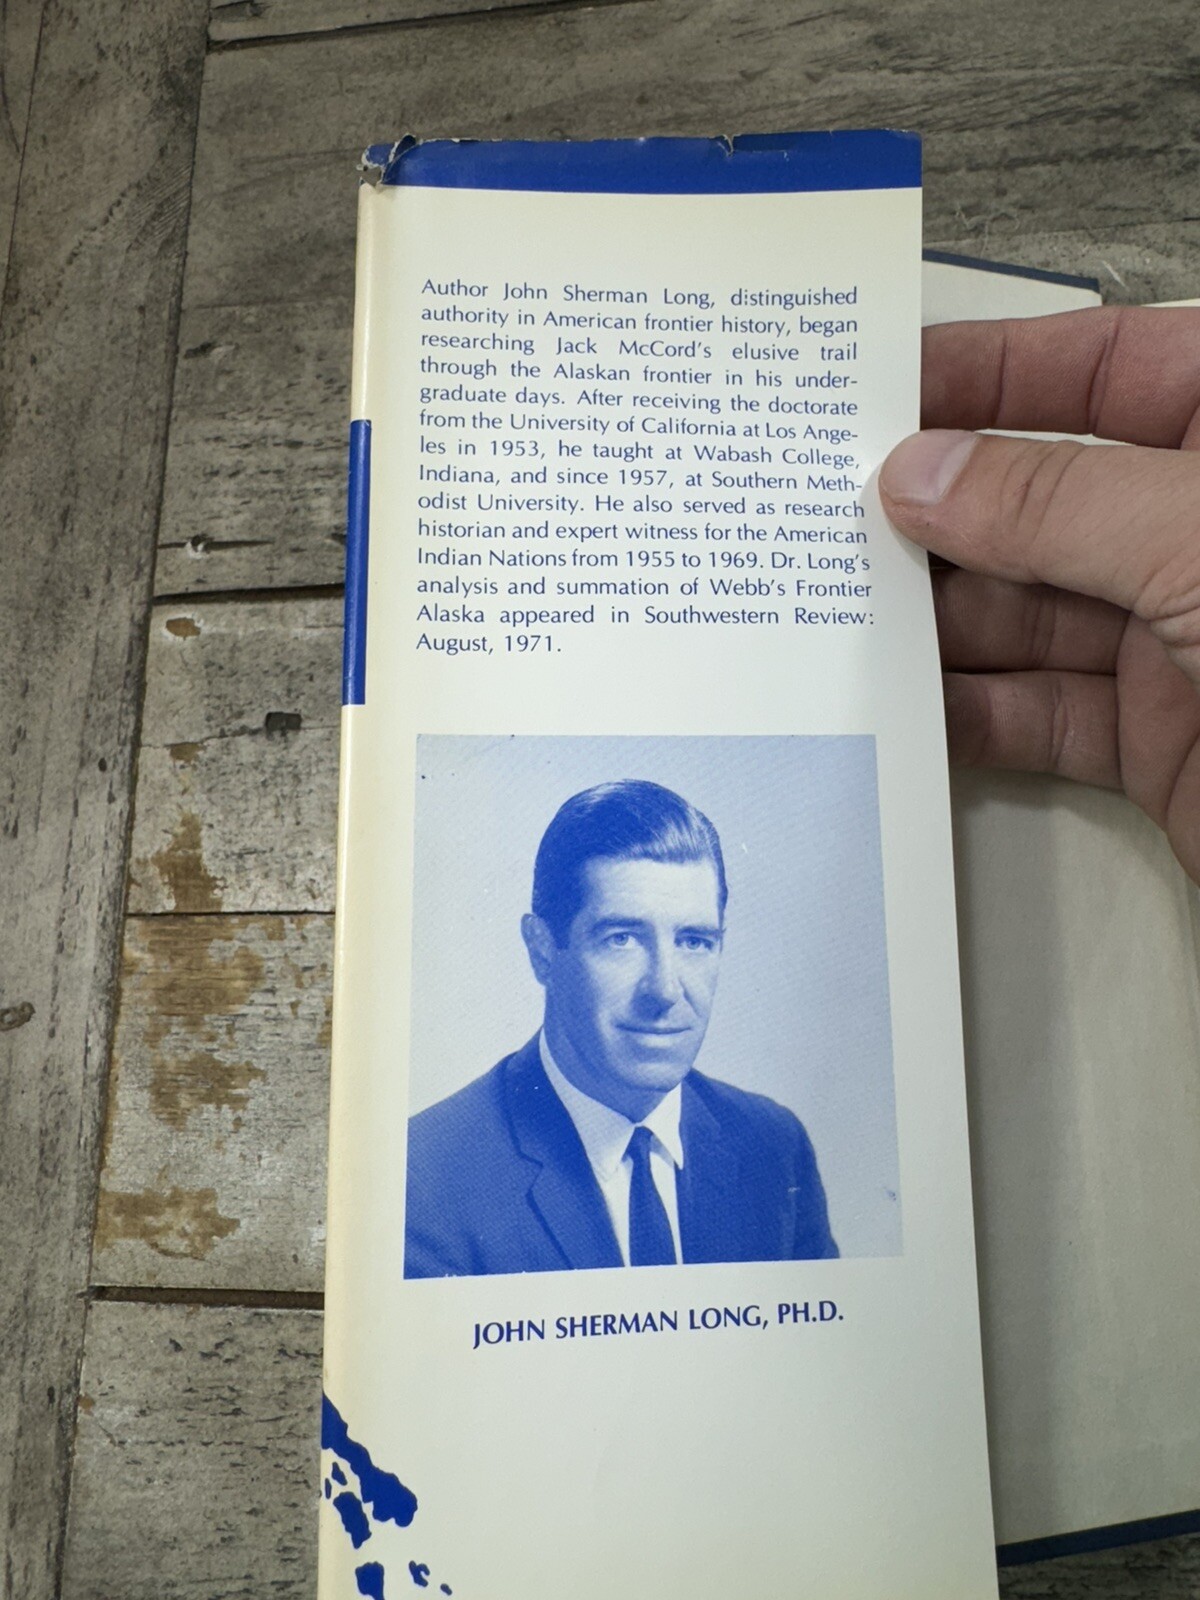 Author John Sherman Long, distinguished
authority in American frontier history, began
researching Jack McCord's elusive trail
through the Alaskan frontier in his under-
graduate days. After receiving the doctorate
from the University of California at Los Ange-
les in 1953, he taught at Wabash College,
Indiana, and since 1957, at Southern Meth-
odist University. He also served as research
historian and expert witness for the American
Indian Nations from 1955 to 1969. Dr. Long's
analysis and summation of Webb's Frontier
Alaska appeared in Southwestern Review:
August, 1971.
JOHN SHERMAN LONG, PH.D.